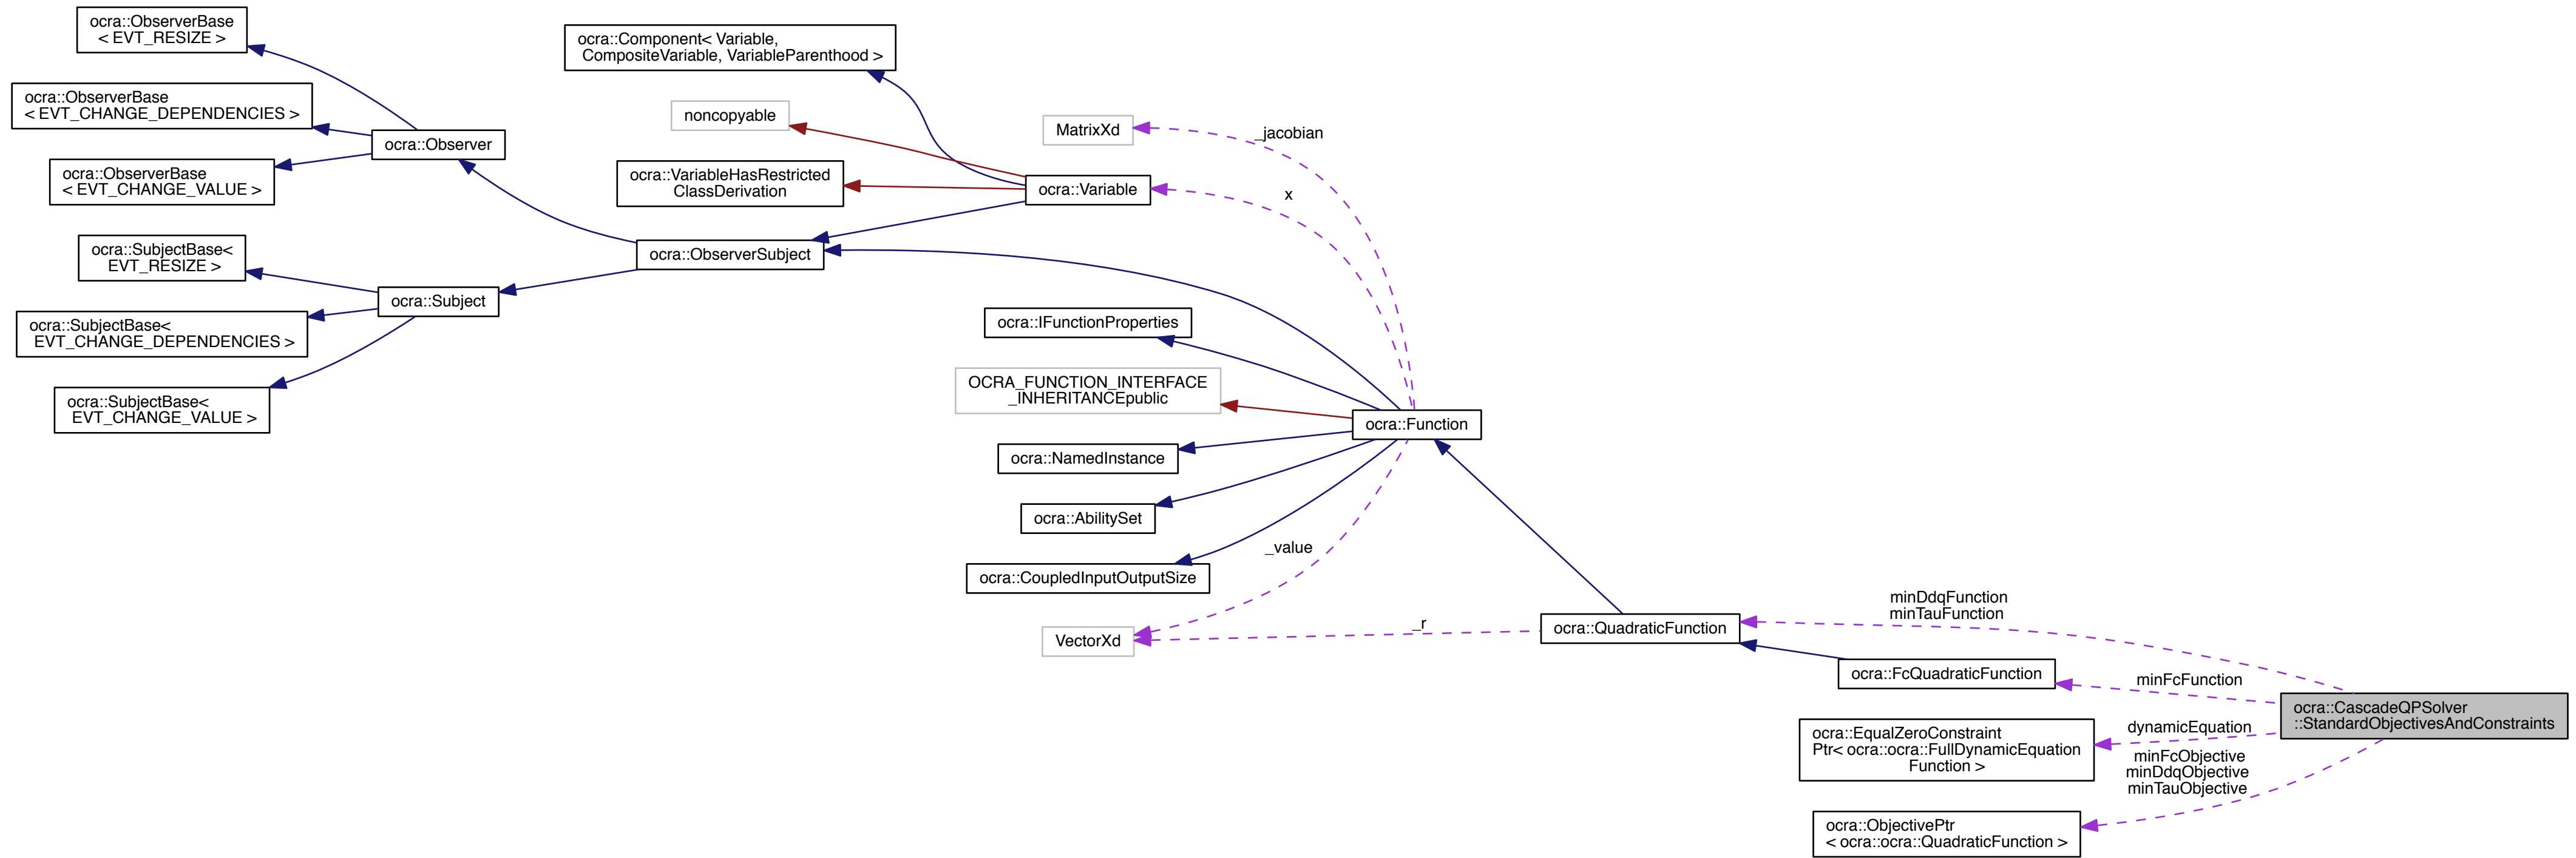 ocra::ObserverBase
< EVT_RESIZE >
ocra::ObserverBase
< EVT_CHANGE_DEPENDENCIES >
ocra::ObserverBase
< EVT_CHANGE_VALUE >
ocra::SubjectBase<
EVT_RESIZE >
ocra::SubjectBase<
EVT_CHANGE_DEPENDENCIES >
ocra::SubjectBase<
EVT_CHANGE_VALUE >
ocra::Observer
ocra::Subject
ocra::Component< Variable,
CompositeVariable, VariableParenthood >
noncopyable
ocra::VariableHasRestricted
ClassDerivation
ocra::ObserverSubject
MatrixXd
ocra::Variable
ocra::IFunctionProperties
OCRA_FUNCTION_INTERFACE
_INHERITANCEpublic
ocra::NamedInstance
ocra::AbilitySet
ocra::CoupledInputOutputSize
VectorXd
_jacobian
x
_value
ocra::Function
_r
ocra::QuadraticFunction
minDdqFunction
minTauFunction
ocra::FcQuadraticFunction
minFcFunction
ocra::EqualZeroConstraint
Ptr< ocra::ocra::FullDynamicEquation
Function >
dynamicEquation
minFcObjective
minDdqObjective
minTauObjective
ocra::ObjectivePtr
< ocra::ocra::QuadraticFunction >
ocra::CascadeQPSolver
::StandardObjectivesAndConstraints